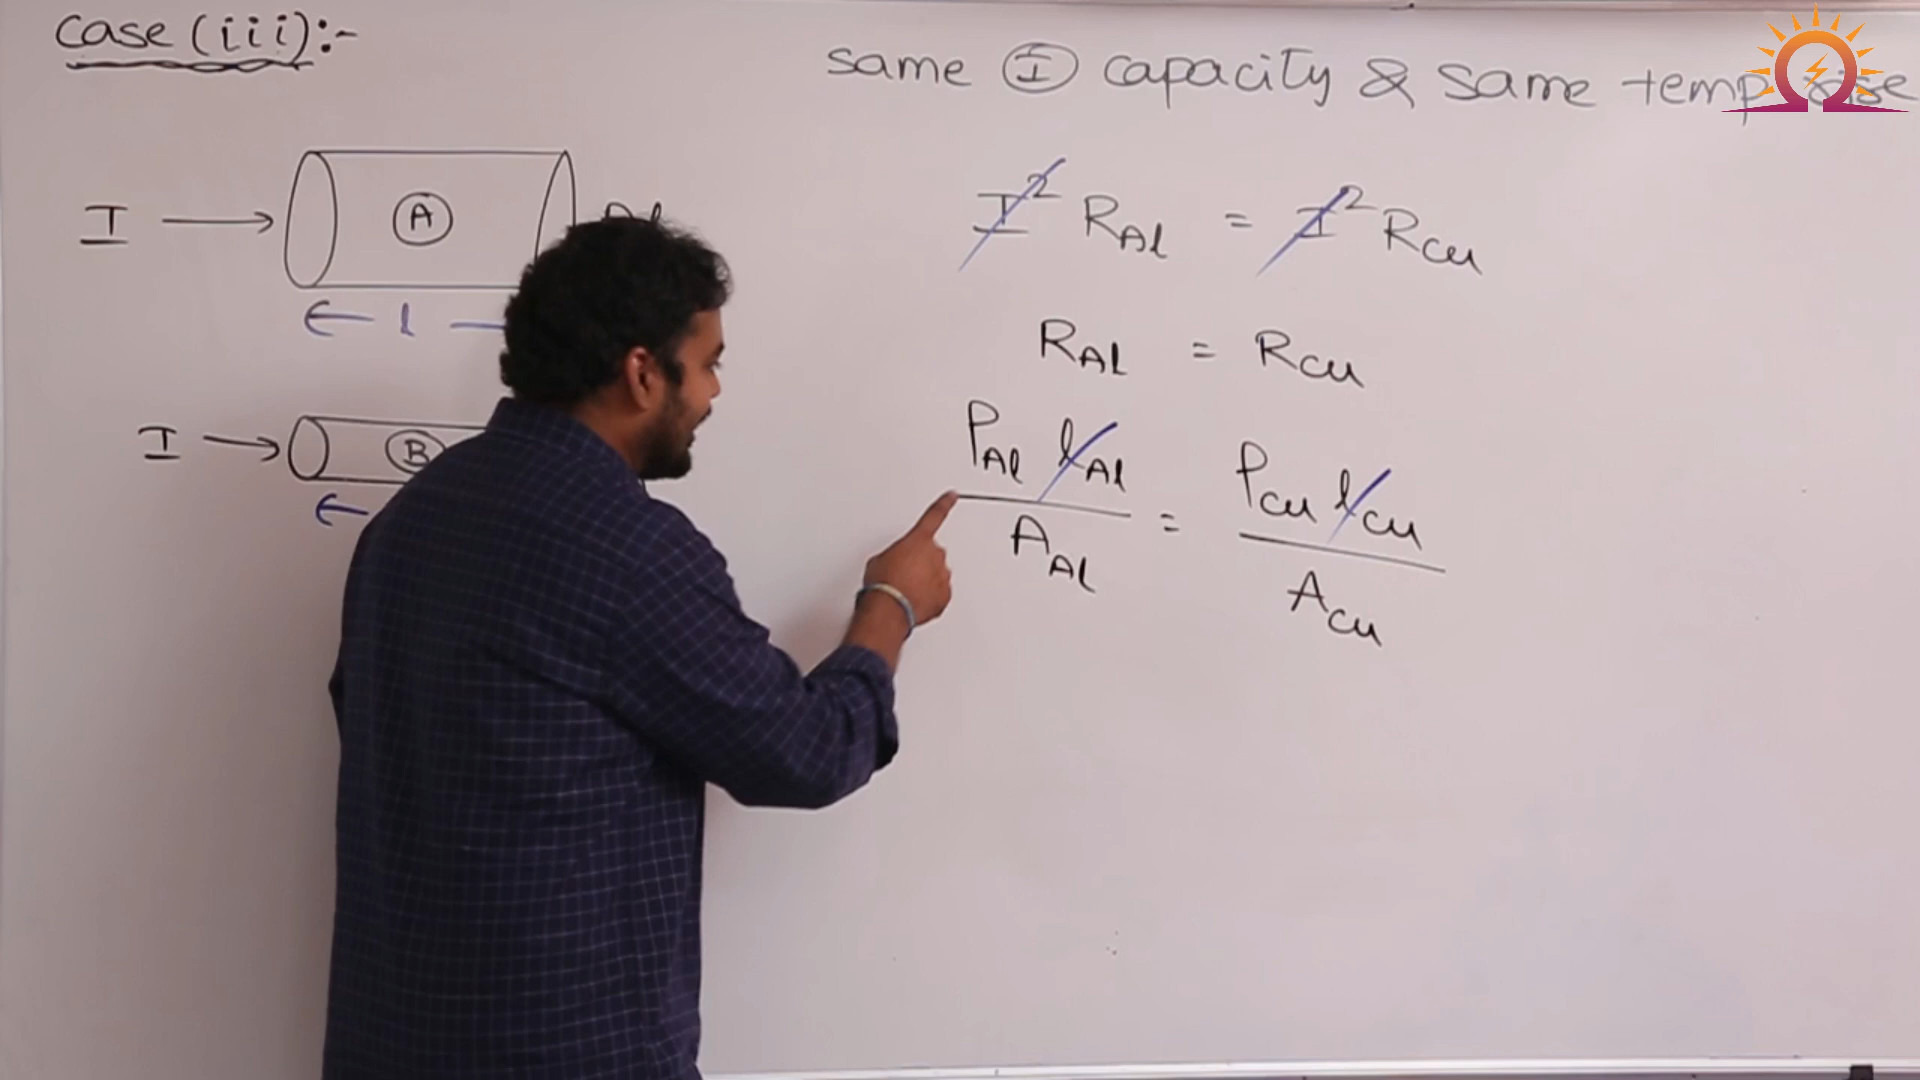 Case (iii):-
same I capacity & same temp rise
I → A Al
← l —
I → B
←
I² R_Al = I² R_Cu
R_Al = R_Cu
ρ_Al l_Al / A_Al = ρ_Cu l_Cu / A_Cu